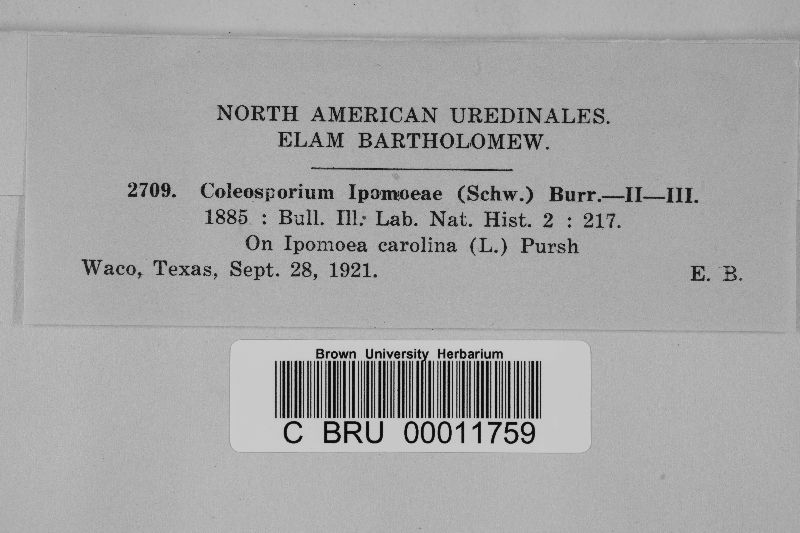 NORTH AMERICAN UREDINALES.
ELAM BARTHOLOMEW.
2709. Coleosporium Ipomoeae (Schw.) Burr.—II—III.
1885 : Bull. Ill. Lab. Nat. Hist. 2 : 217.
On Ipomoea carolina (L.) Pursh
Waco, Texas, Sept. 28, 1921. E. B.
Brown University Herbarium
C BRU 00011759